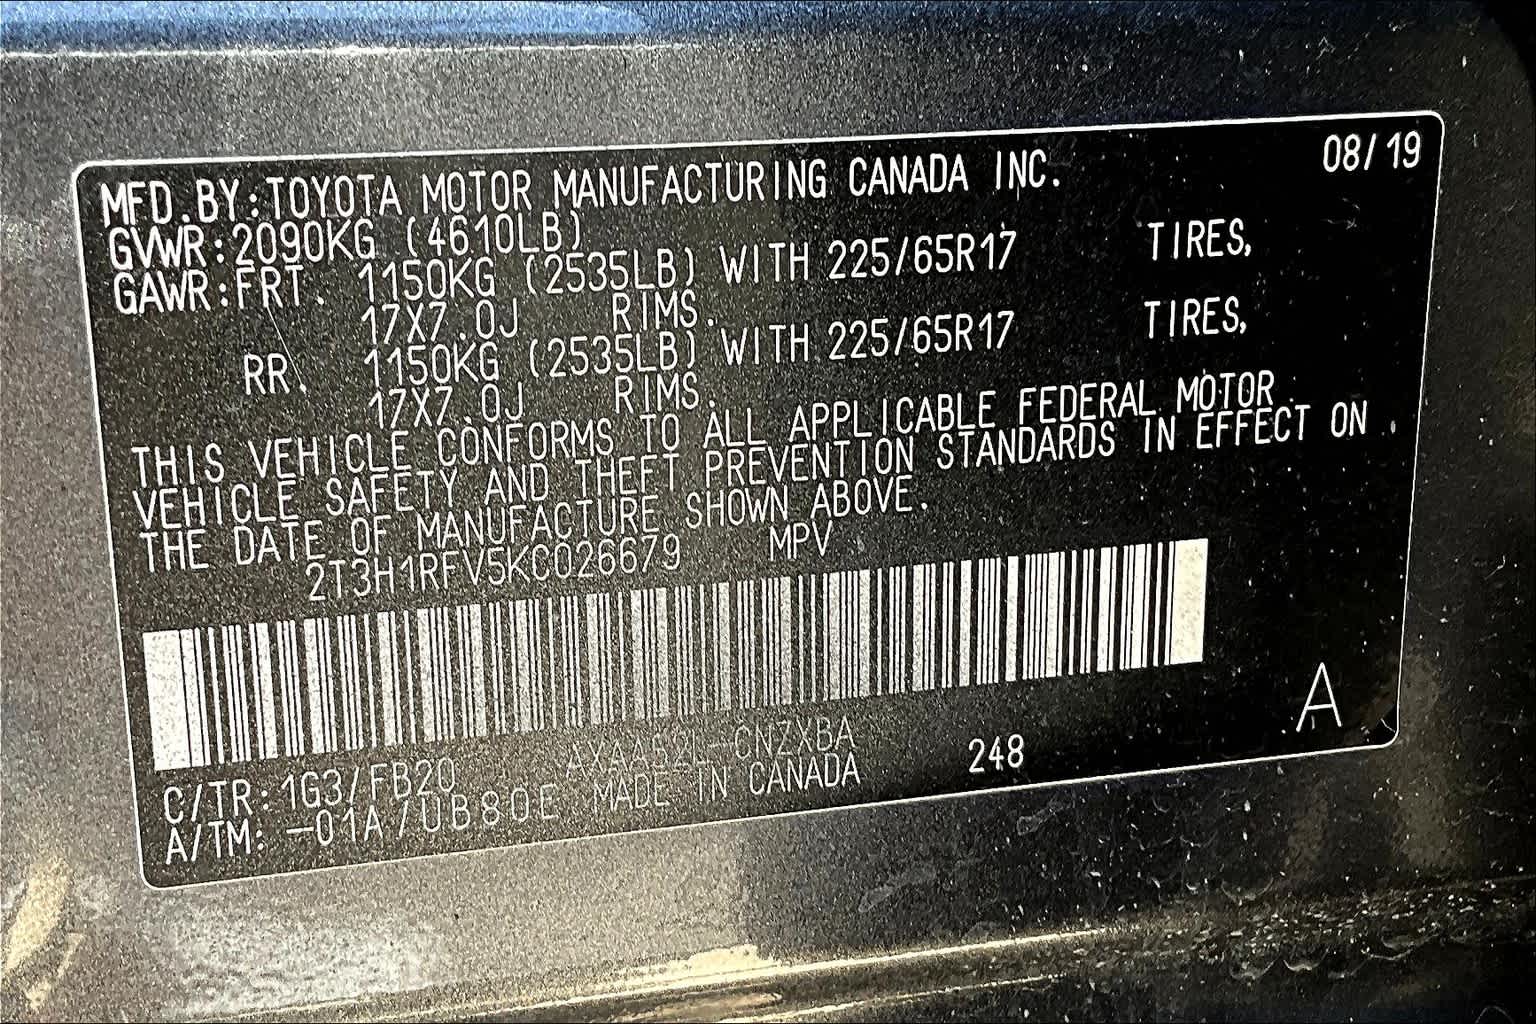 08/19
MFD.BY:TOYOTA MOTOR MANUFACTURING CANADA INC.
GVWR:2090KG (4610LB)
GAWR:FRT. 1150KG (2535LB) WITH 225/65R17 TIRES,
17X7.0J RIMS.
RR. 1150KG (2535LB) WITH 225/65R17 TIRES,
17X7.0J RIMS.
THIS VEHICLE CONFORMS TO ALL APPLICABLE FEDERAL MOTOR
VEHICLE SAFETY AND THEFT PREVENTION STANDARDS IN EFFECT ON
THE DATE OF MANUFACTURE SHOWN ABOVE.
2T3H1RFV5KC026679 MPV
C/TR:1G3/FB20 AXAA52L-CNZXBA 248 A
A/TM: -01A/UB80E MADE IN CANADA